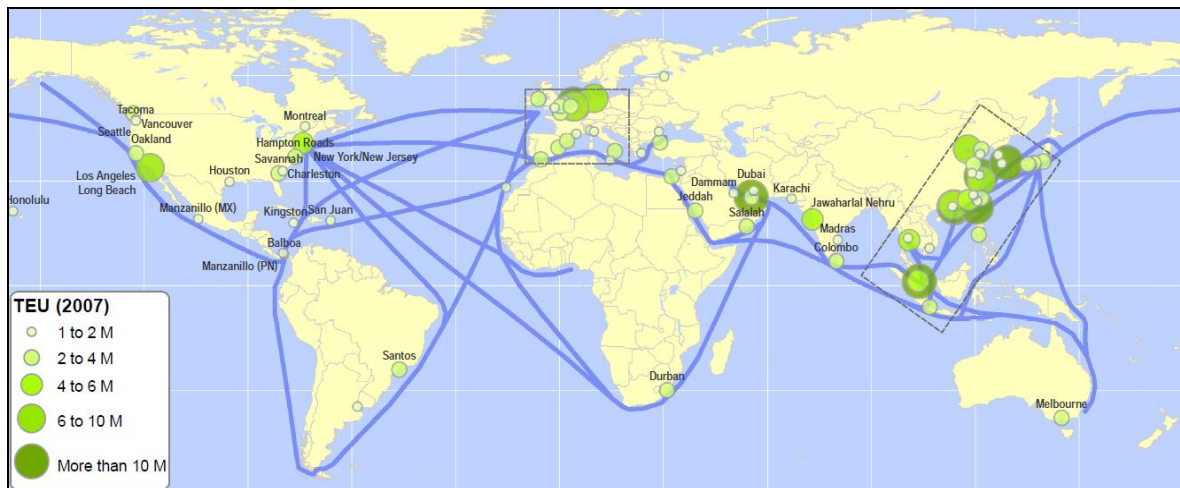 Tacoma
Vancouver
Seattle
Oakland
Montreal
Hampton Roads
Savannah
New York/New Jersey
Charleston
Houston
Los Angeles
Long Beach
Honolulu
Manzanillo (MX)
Kingston
San Juan
Balboa
Manzanillo (PN)
Santos
Durban
Dammam
Dubai
Karachi
Jeddah
Jawaharlal Nehru
Salalah
Madras
Colombo
Melbourne
TEU (2007)
1 to 2 M
2 to 4 M
4 to 6 M
6 to 10 M
More than 10 M